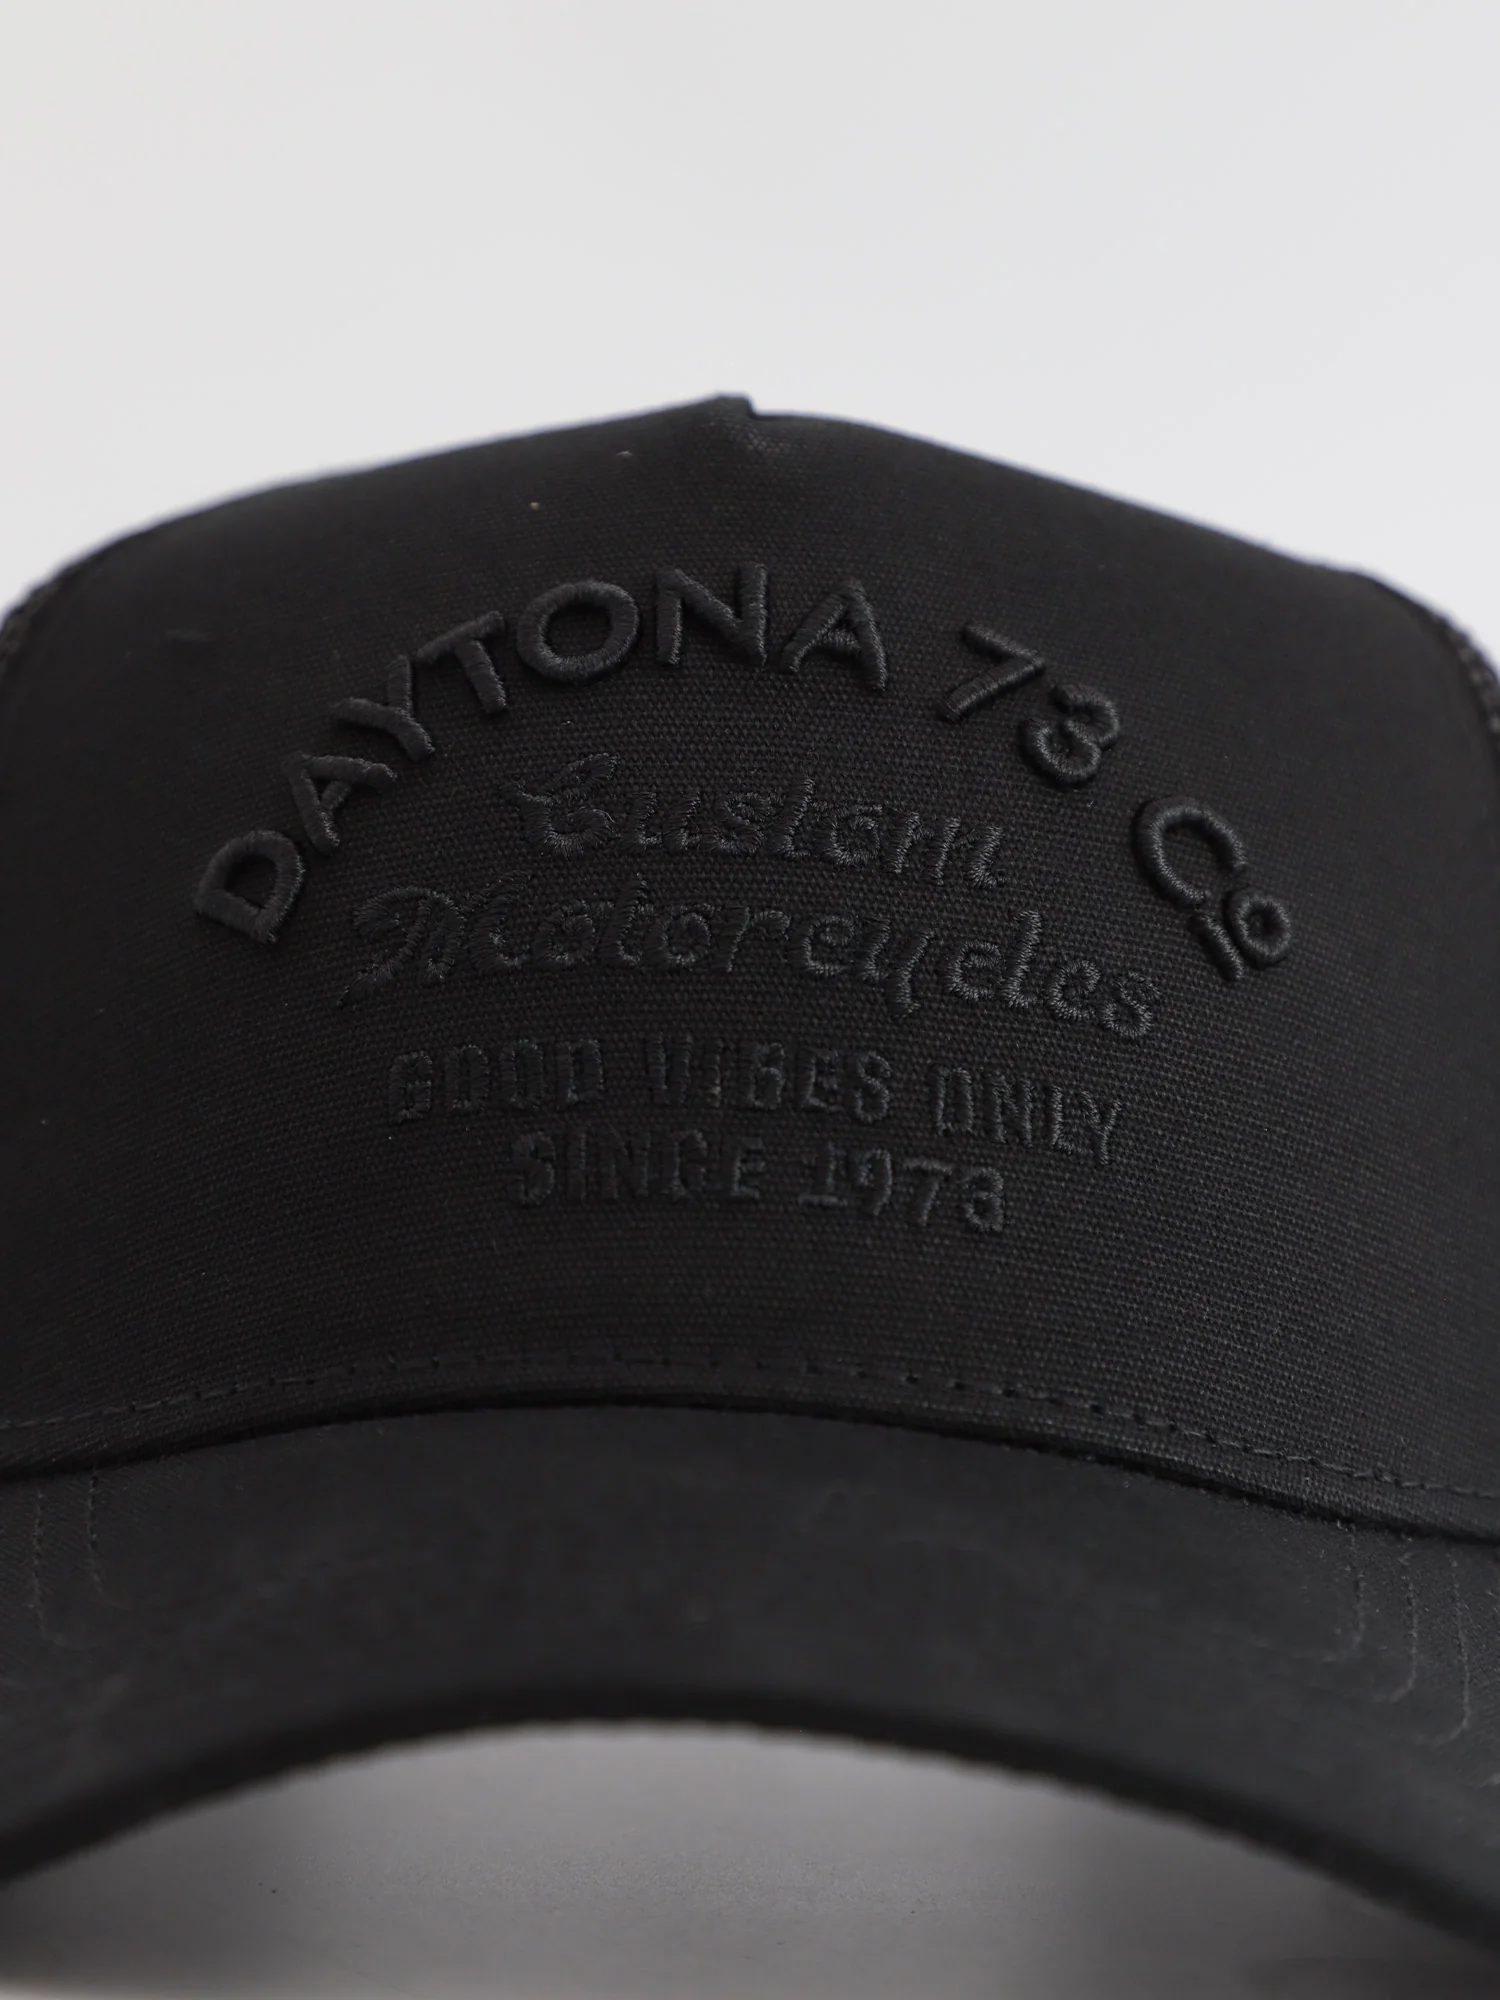 DAYTONA 73 Co
Custom
Motorcycles
GOOD VIBES ONLY
SINCE 1973